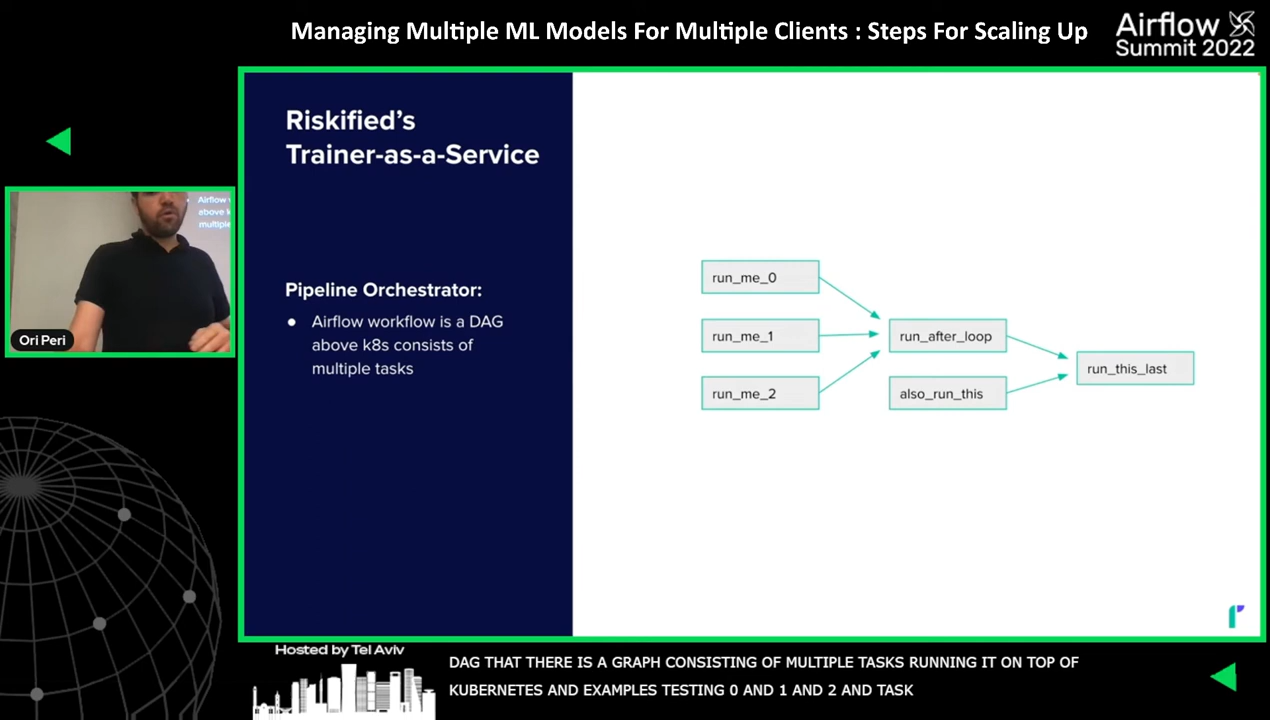 Managing Multiple ML Models For Multiple Clients : Steps For Scaling Up
Airflow
Summit 2022
Riskified's
Trainer-as-a-Service
Pipeline Orchestrator:
● Airflow workflow is a DAG
above k8s consists of
multiple tasks
run_me_0
run_me_1
run_me_2
run_after_loop
also_run_this
run_this_last
Airflow
above k
multiple
Ori Peri
Hosted by Tel Aviv
DAG THAT THERE IS A GRAPH CONSISTING OF MULTIPLE TASKS RUNNING IT ON TOP OF
KUBERNETES AND EXAMPLES TESTING 0 AND 1 AND 2 AND TASK